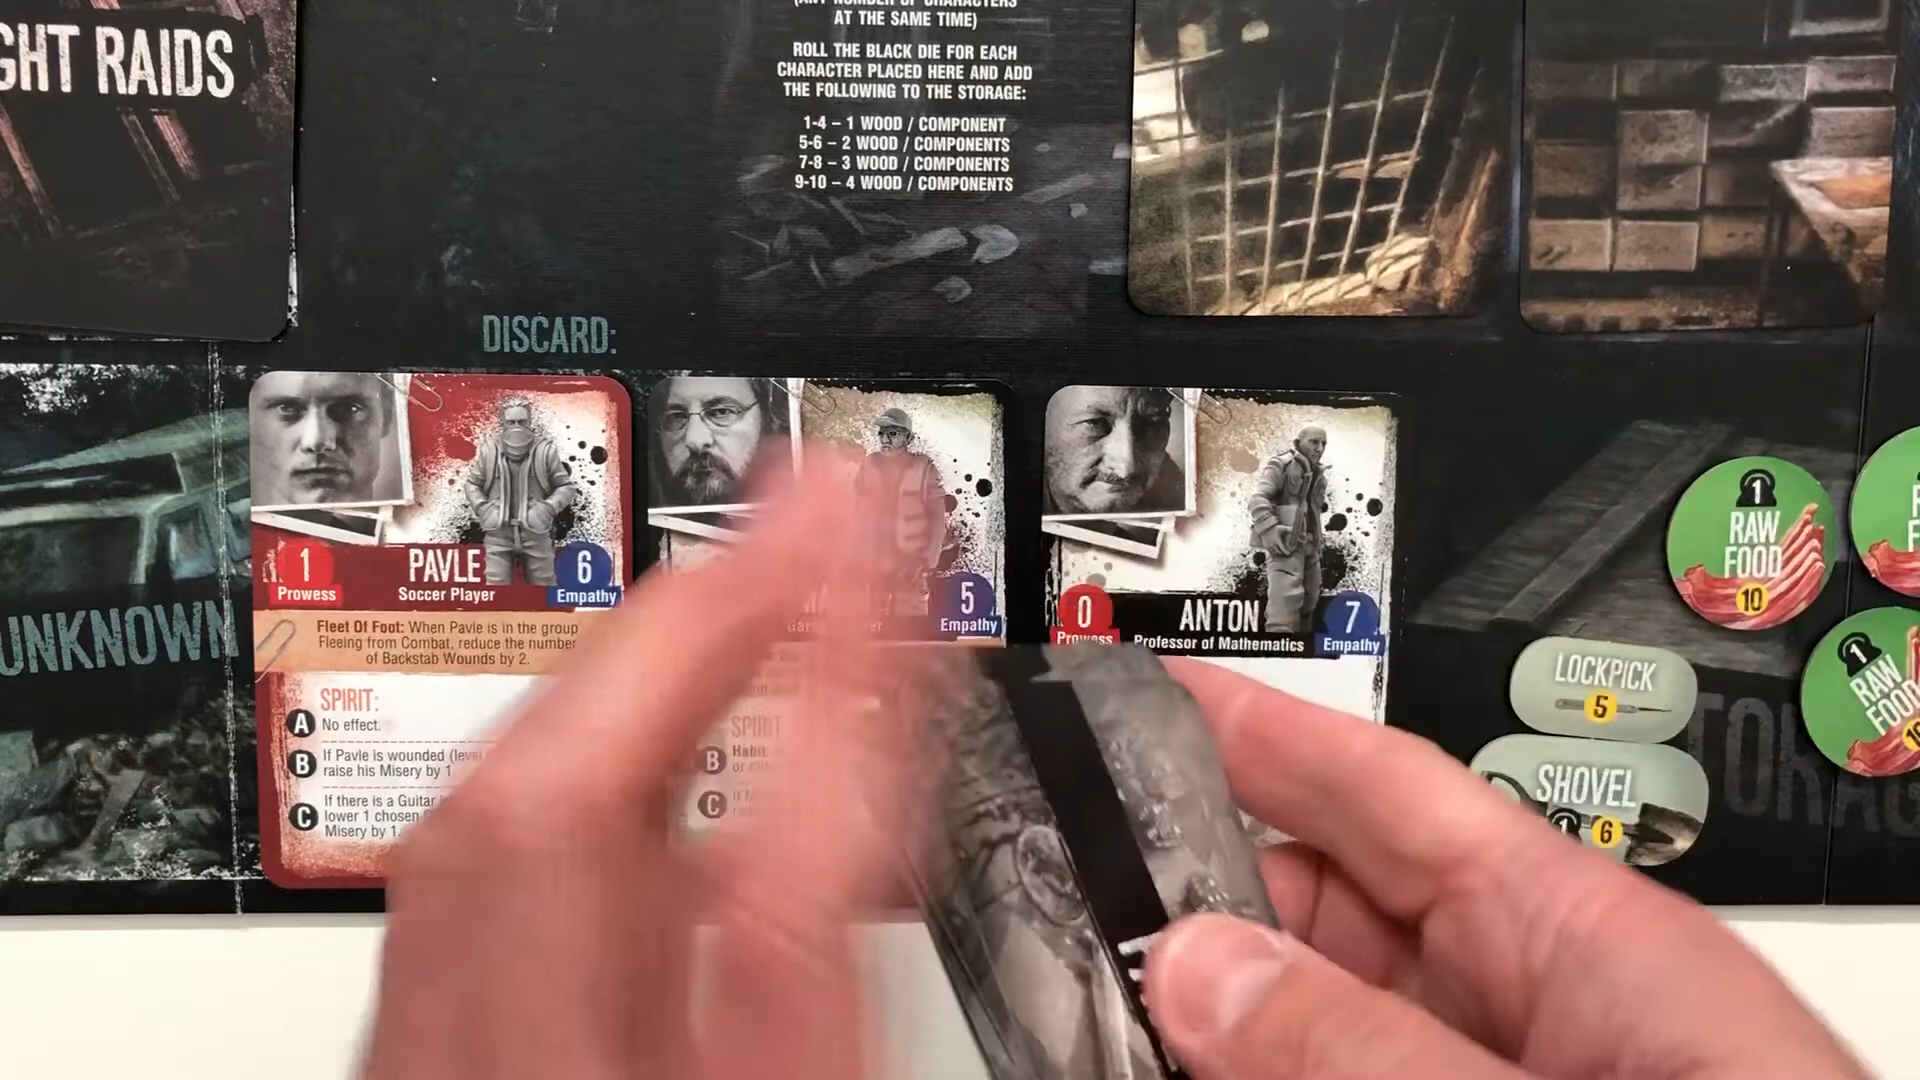 GHT RAIDS
AT THE SAME TIME)
ROLL THE BLACK DIE FOR EACH
CHARACTER PLACED HERE AND ADD
THE FOLLOWING TO THE STORAGE:
1-4 – 1 WOOD / COMPONENT
5-6 – 2 WOOD / COMPONENTS
7-8 – 3 WOOD / COMPONENTS
9-10 – 4 WOOD / COMPONENTS
DISCARD:
UNKNOWN
1
Prowess
PAVLE
Soccer Player
6
Empathy
Fleet Of Foot: When Pavle is in the group
Fleeing from Combat, reduce the number
of Backstab Wounds by 2.
SPIRIT:
A No effect.
B If Pavle is wounded
raise his Misery by 1
C If there is a Guitar
lower 1 chosen
Misery by 1.
5
Empathy
SPIRIT
B Habit
C
0
Prowess
ANTON
Professor of Mathematics
7
Empathy
1
RAW
FOOD
10
LOCKPICK
5
SHOVEL
1 6
1
RAW
FOOD